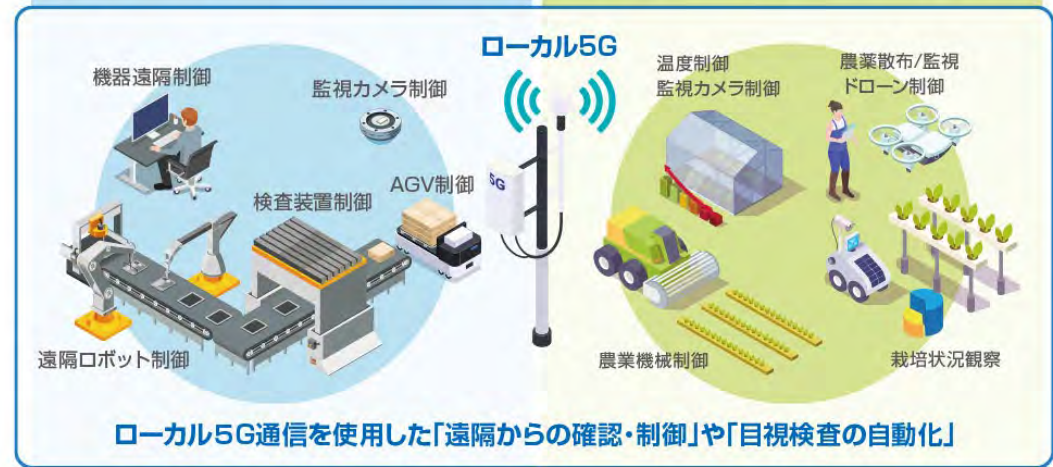 ローカル5G
機器遠隔制御
監視カメラ制御
温度制御
監視カメラ制御
農薬散布/監視
ドローン制御
5G
AGV制御
検査装置制御
遠隔ロボット制御
農業機械制御
栽培状況観察
ローカル5G通信を使用した「遠隔からの確認・制御」や「目視検査の自動化」